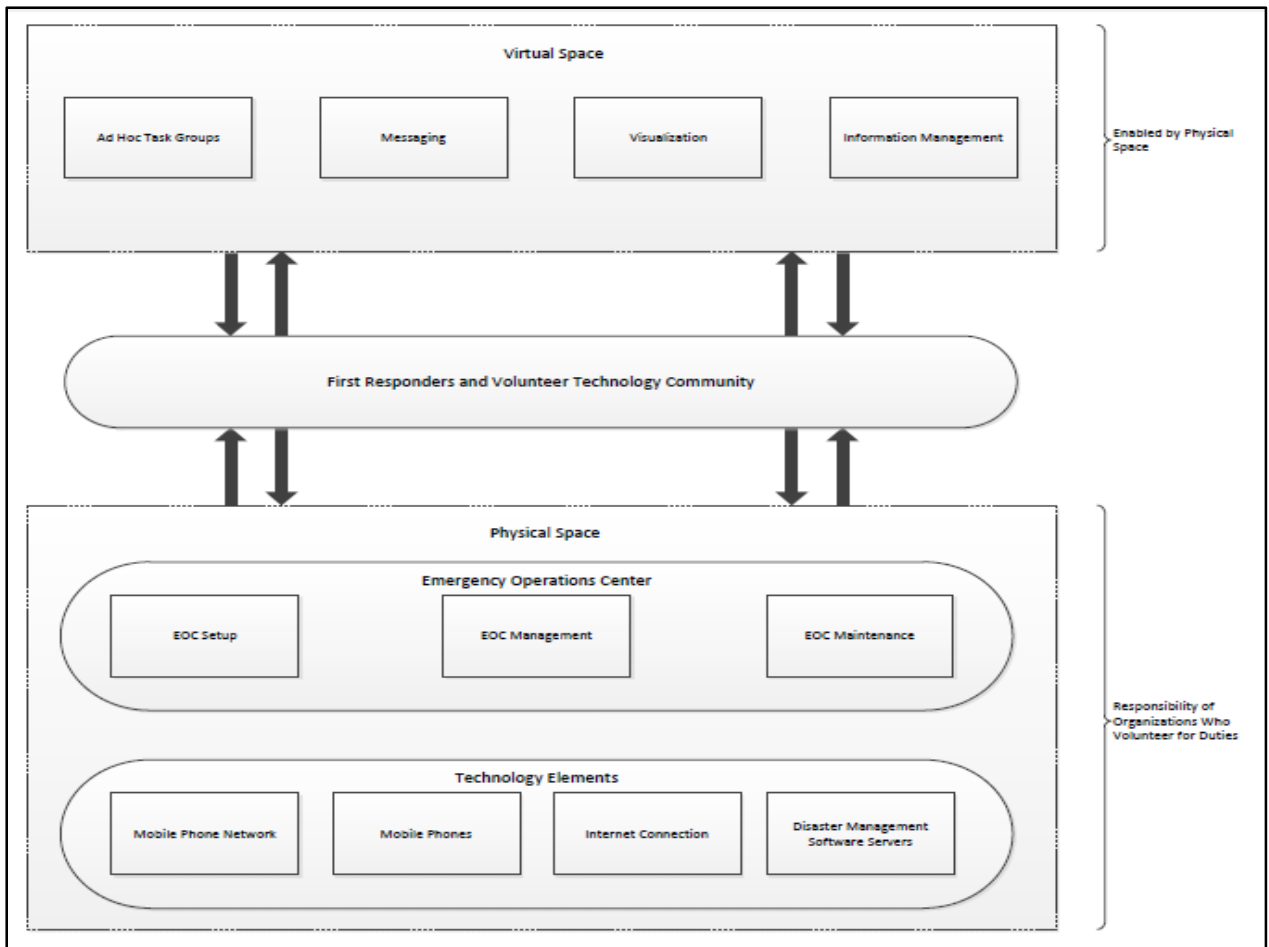 Virtual Space
Ad Hoc Task Groups
Messaging
Visualization
Information Management
Enabled by Physical
Space
First Responders and Volunteer Technology Community
Physical Space
Emergency Operations Center
EOC Setup
EOC Management
EOC Maintenance
Responsibility of
Organizations Who
Volunteer for Duties
Technology Elements
Mobile Phone Network
Mobile Phones
Internet Connection
Disaster Management
Software Servers